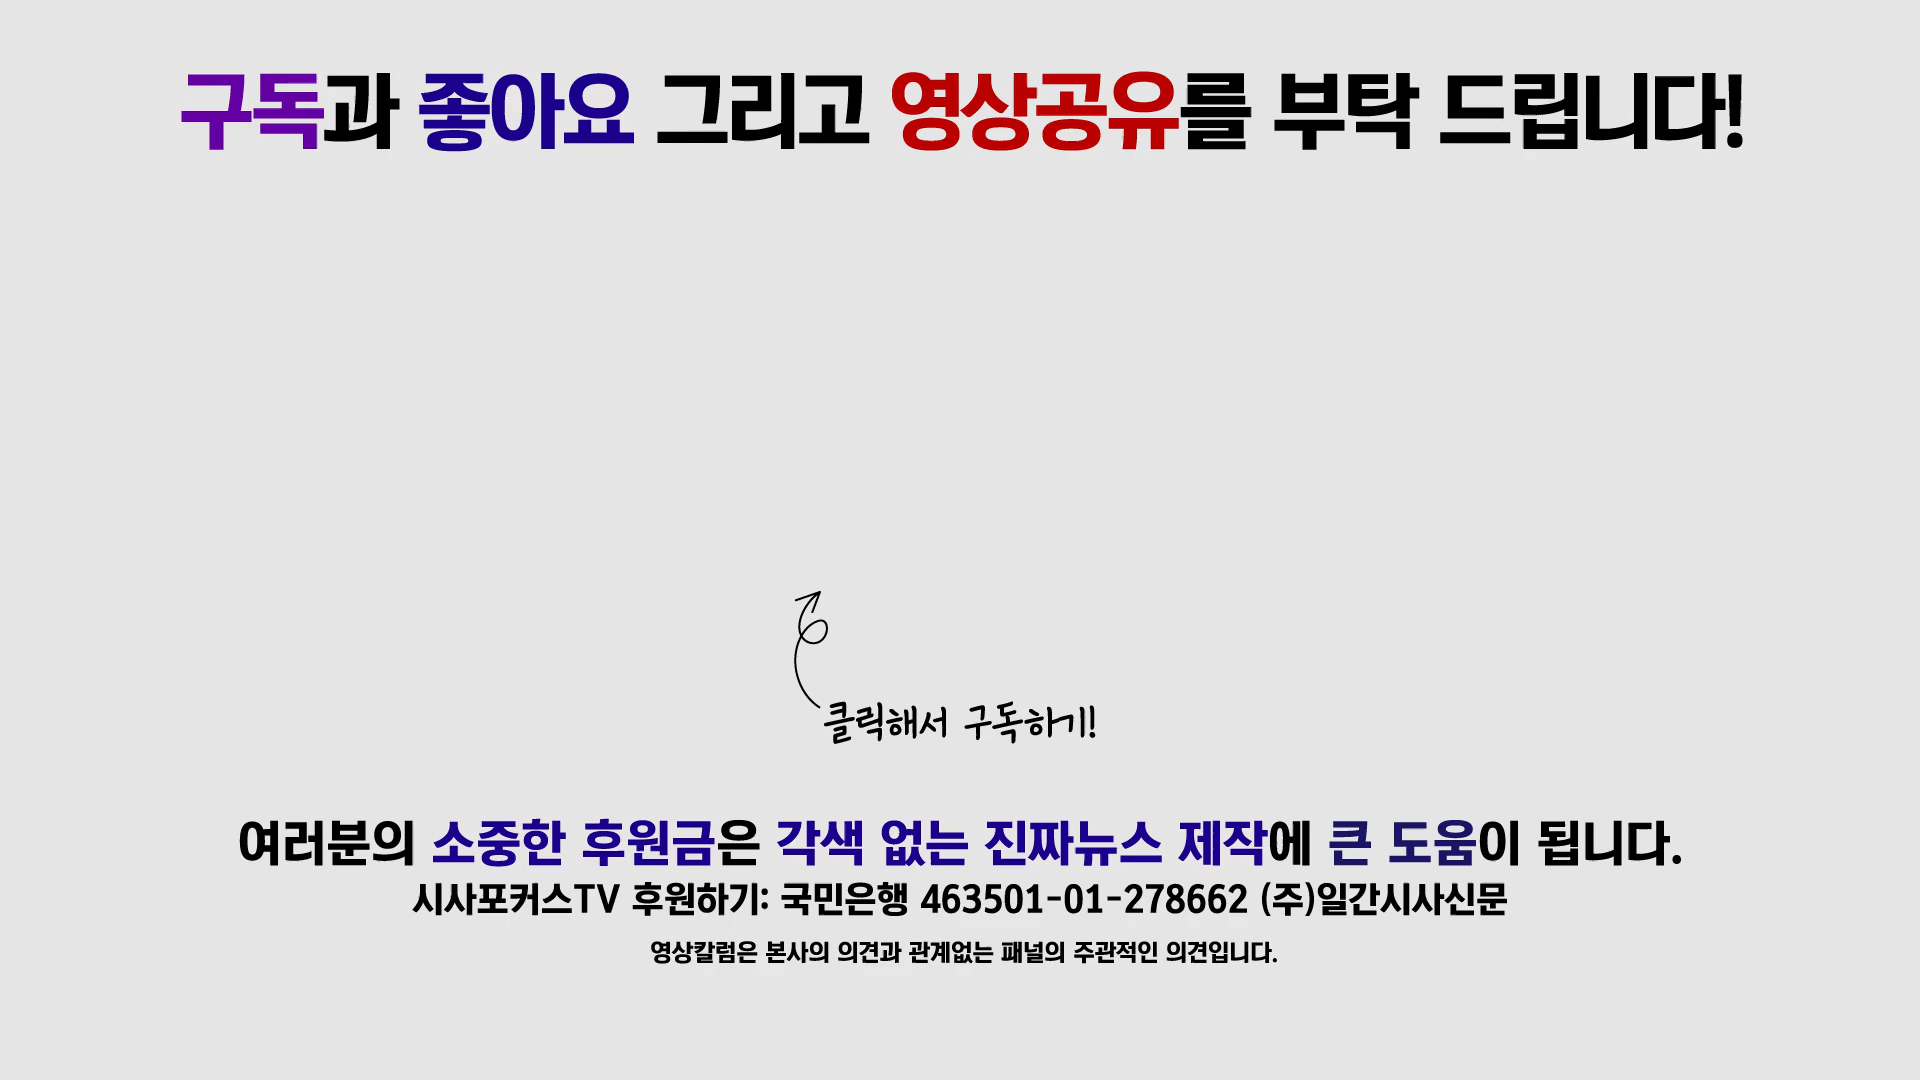 구독과 좋아요 그리고 영상공유를 부탁 드립니다!
클릭해서 구독하기!
여러분의 소중한 후원금은 각색 없는 진짜뉴스 제작에 큰 도움이 됩니다.
시사포커스TV 후원하기: 국민은행 463501-01-278662 (주)일간시사신문
영상칼럼은 본사의 의견과 관계없는 패널의 주관적인 의견입니다.